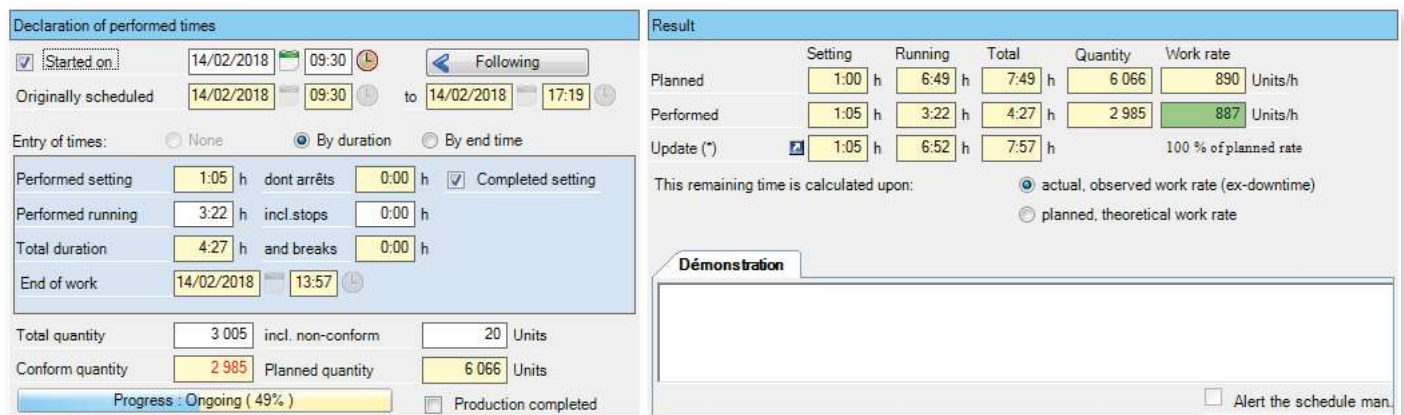 Declaration of performed times
Started on 14/02/2018 09:30 Following
Originally scheduled 14/02/2018 09:30 to 14/02/2018 17:19
Entry of times: None By duration By end time
Performed setting 1:05 h dont arrêts 0:00 h Completed setting
Performed running 3:22 h incl.stops 0:00 h
Total duration 4:27 h and breaks 0:00 h
End of work 14/02/2018 13:57
Total quantity 3 005 incl. non-conform 20 Units
Conform quantity 2 985 Planned quantity 6 066 Units
Progress : Ongoing ( 49% ) Production completed
Result
Setting Running Total Quantity Work rate
Planned 1:00 h 6:49 h 7:49 h 6 066 890 Units/h
Performed 1:05 h 3:22 h 4:27 h 2 985 887 Units/h
Update (*) 1:05 h 6:52 h 7:57 h 100 % of planned rate
This remaining time is calculated upon: actual, observed work rate (ex-downtime)
planned, theoretical work rate
Démonstration
Alert the schedule man.